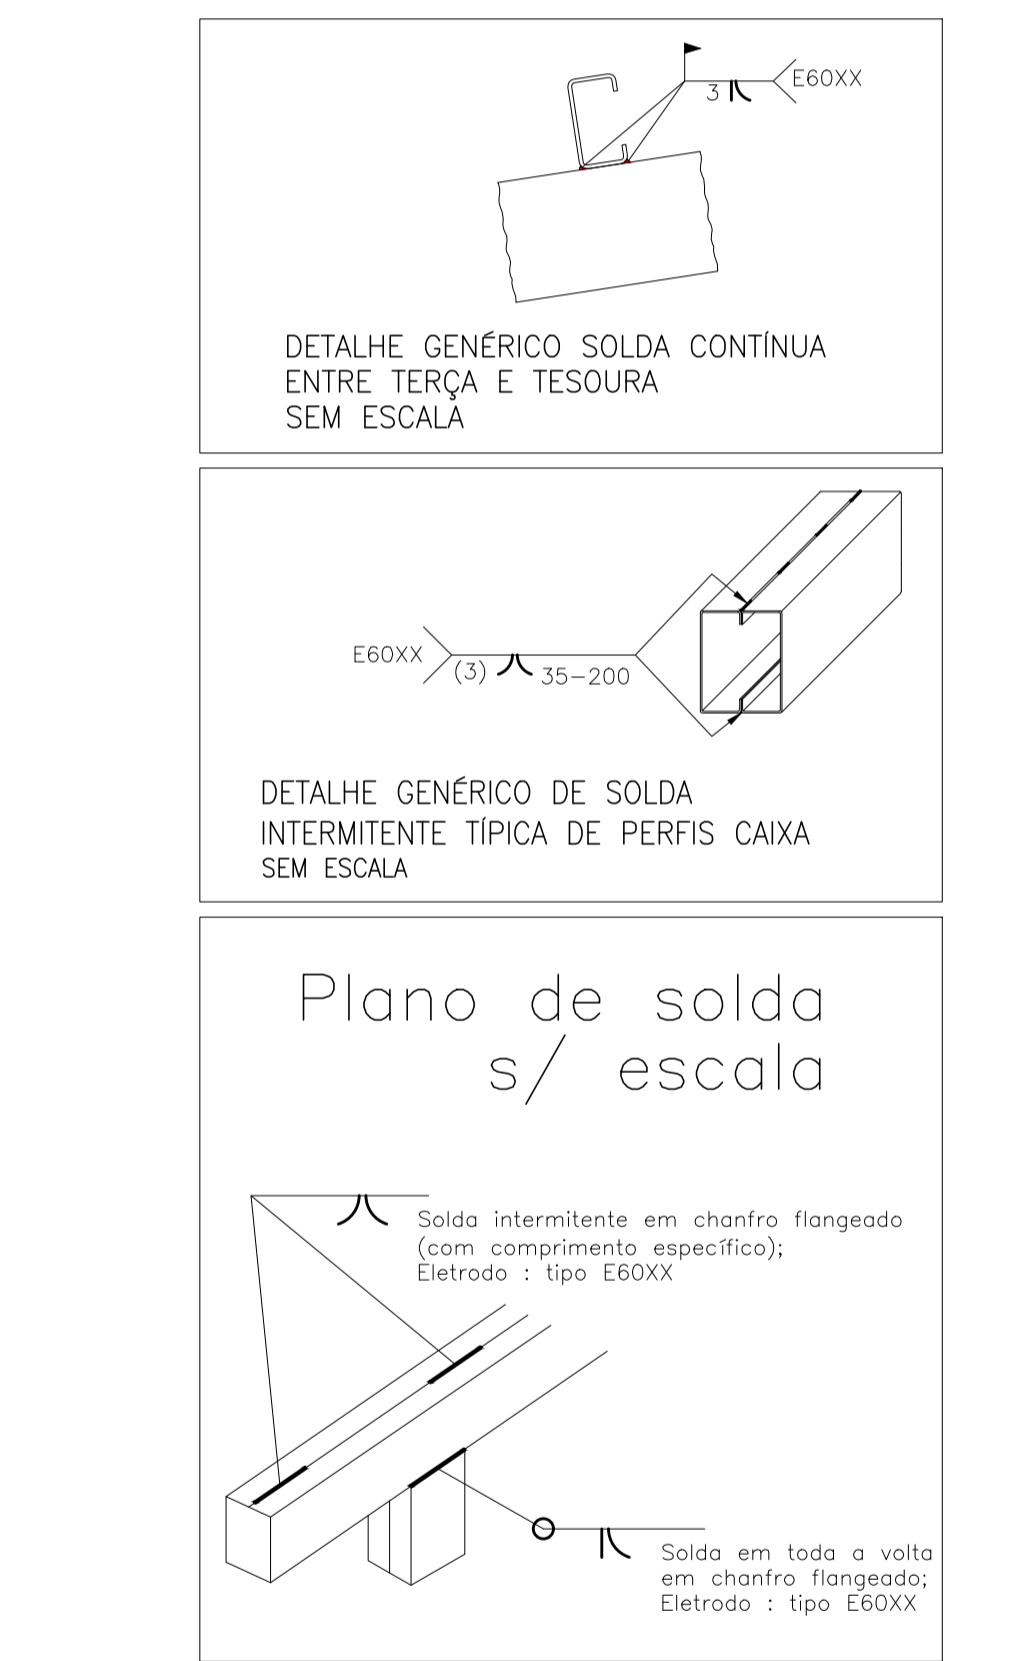 3
E60XX
DETALHE GENÉRICO SOLDA CONTÍNUA
ENTRE TERÇA E TESOURA
SEM ESCALA
E60XX
(3)
35-200
DETALHE GENÉRICO DE SOLDA
INTERMITENTE TÍPICA DE PERFIS CAIXA
SEM ESCALA
Plano de solda
s/ escala
Solda intermitente em chanfro flangeado
(com comprimento específico);
Eletrodo : tipo E60XX
Solda em toda a volta
em chanfro flangeado;
Eletrodo : tipo E60XX